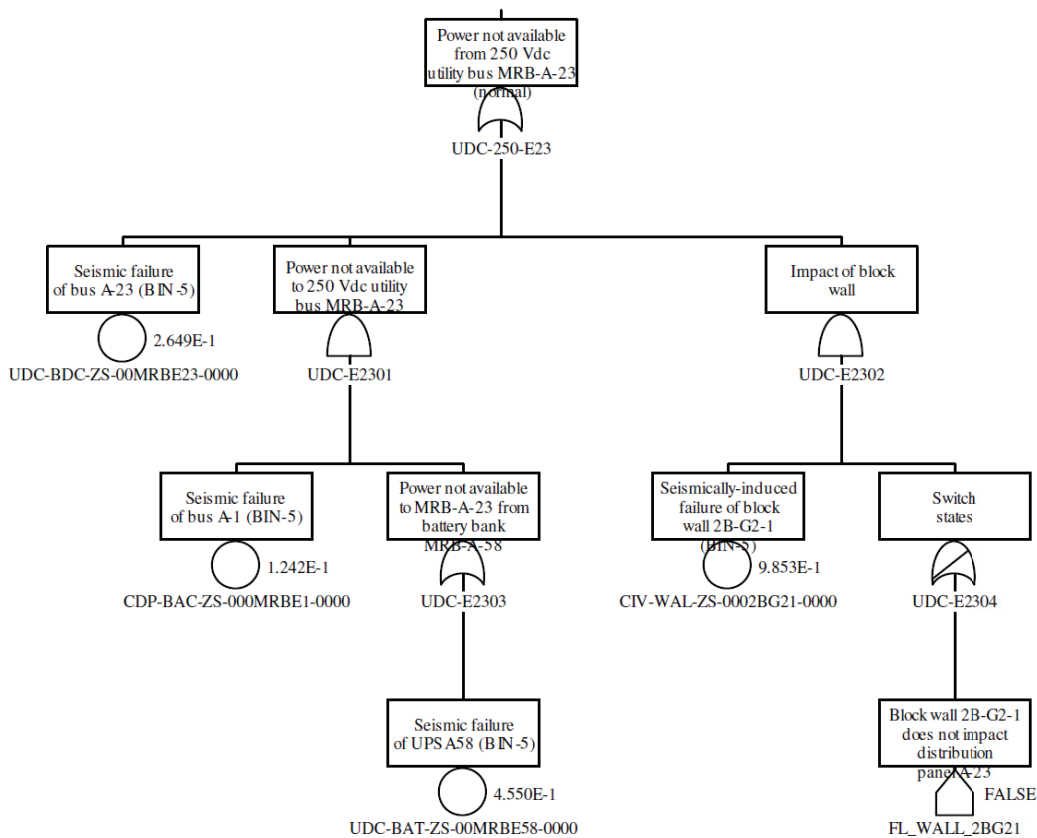 Power not available
from 250 Vdc
utility bus MRB-A-23
(normal)
UDC-250-E23
Seismic failure
of bus A-23 (BIN-5)
2.649E-1
UDC-BDC-ZS-00MRBE23-0000
Power not available
to 250 Vdc utility
bus MRB-A-23
UDC-E2301
Impact of block
wall
UDC-E2302
Seismic failure
of bus A-1 (BIN-5)
1.242E-1
CDP-BAC-ZS-000MRBE1-0000
Power not available
to MRB-A-23 from
battery bank
MRB-A-58
UDC-E2303
Seismically-induced
failure of block
wall 2B-G2-1
(BIN-5)
9.853E-1
CIV-WAL-ZS-0002BG21-0000
Switch
states
UDC-E2304
Seismic failure
of UPS A58 (BIN-5)
4.550E-1
UDC-BAT-ZS-00MRBE58-0000
Block wall 2B-G2-1
does not impact
distribution
panel A-23
FALSE
FL_WALL_2BG21